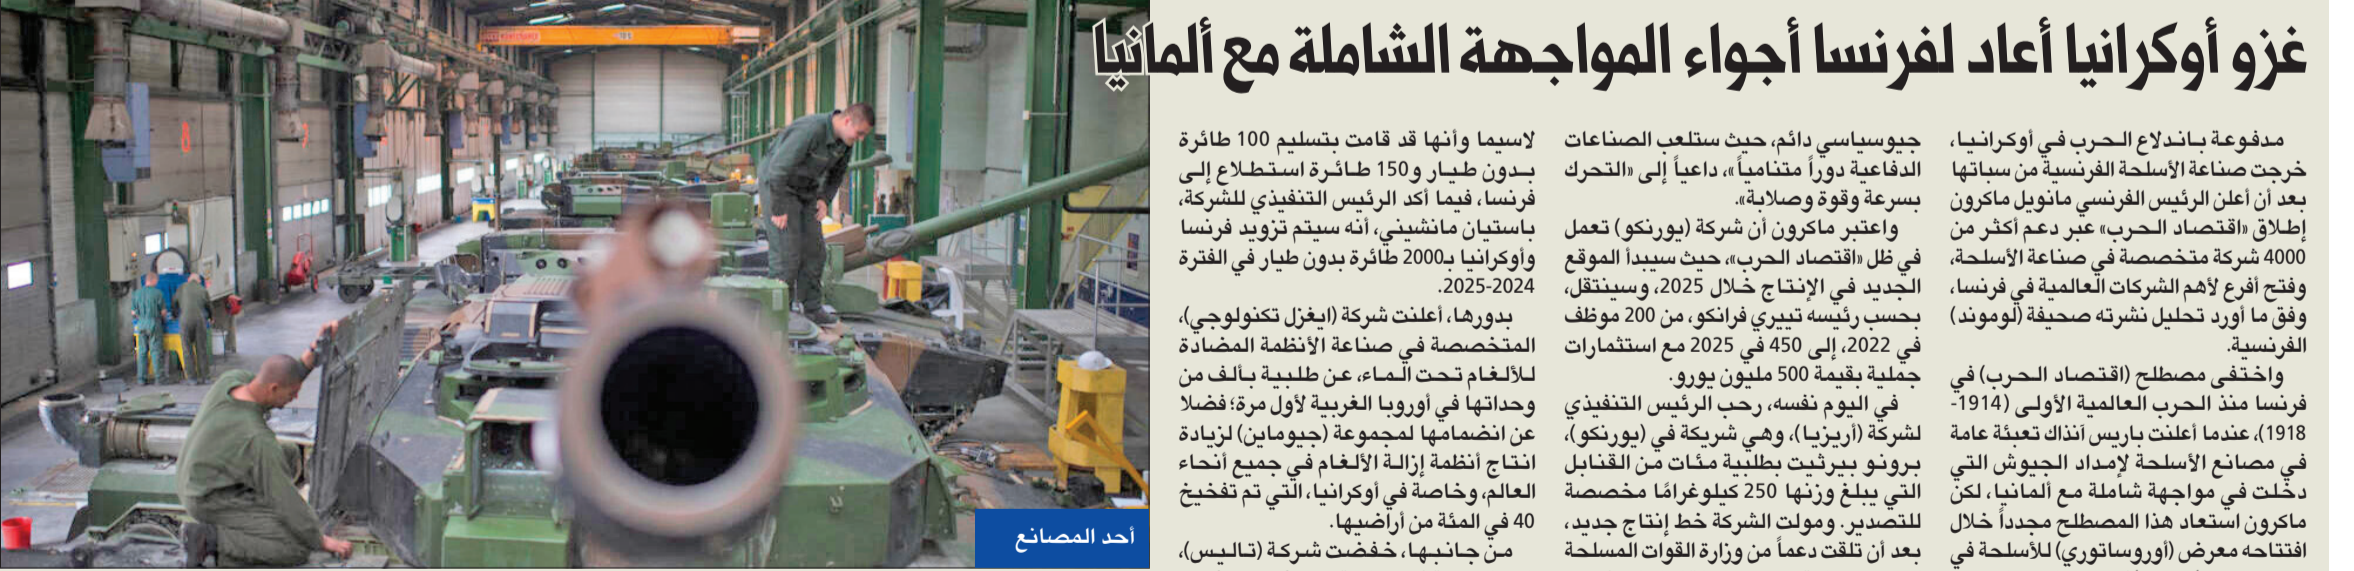 غزو أوكرانيا أعاد لفرنسا أجواء المواجهة الشاملة مع ألمانيا
مدفوعة باندلاع الحرب في أوكرانيا،
خرجت صناعة الأسلحة الفرنسية من سباتها
بعد أن أعلن الرئيس الفرنسي مانويل ماكرون
إطلاق «اقتصاد الحرب» عبر دعم أكثر من
4000 شركة متخصصة في صناعة الأسلحة،
وفتح أفرع لأهم الشركات العالمية في فرنسا،
وفق ما أورد تحليل نشرته صحيفة (لوموند)
الفرنسية.
واختفى مصطلح (اقتصاد الحرب) في
فرنسا منذ الحرب العالمية الأولى (1914-
1918)، عندما أعلنت باريس آنذاك تعبئة عامة
في مصانع الأسلحة لإمداد الجيوش التي
دخلت في مواجهة شاملة مع ألمانيا، لكن
ماكرون استعاد هذا المصطلح مجدداً خلال
افتتاحه معرض (أوروساتوري) للأسلحة في
جيوسياسي دائم، حيث ستلعب الصناعات
الدفاعية دوراً متنامياً»، داعياً إلى «التحرك
بسرعة وقوة وصلابة».
واعتبر ماكرون أن شركة (يورنكو) تعمل
في ظل «اقتصاد الحرب»، حيث سيبدأ الموقع
الجديد في الإنتاج خلال 2025، وسينتقل،
بحسب رئيسه تييري فرانكو، من 200 موظف
في 2022، إلى 450 في 2025 مع استثمارات
جملية بقيمة 500 مليون يورو.
في اليوم نفسه، رحب الرئيس التنفيذي
لشركة (أريزيا)، وهي شريكة في (يورنكو)،
برونو بيرثيت بطلبية مئات من القنابل
التي يبلغ وزنها 250 كيلوغرامًا مخصصة
للتصدير. ومولت الشركة خط إنتاج جديد،
بعد أن تلقت دعماً من وزارة القوات المسلحة
لاسيما وأنها قد قامت بتسليم 100 طائرة
بدون طيار و150 طائرة استطلاع إلى
فرنسا، فيما أكد الرئيس التنفيذي للشركة،
باستيان مانشيني، أنه سيتم تزويد فرنسا
وأوكرانيا بـ2000 طائرة بدون طيار في الفترة
2024-2025.
بدورها، أعلنت شركة (ايغزل تكنولوجي)،
المتخصصة في صناعة الأنظمة المضادة
للألغام تحت الماء، عن طلبية بألف من
وحداتها في أوروبا الغربية لأول مرة؛ فضلا
عن انضمامها لمجموعة (جيوماين) لزيادة
انتاج أنظمة إزالة الألغام في جميع أنحاء
العالم، وخاصة في أوكرانيا، التي تم تفخيخ
40 في المئة من أراضيها.
من جانبها، خفضت شركة (تاليس)،
أحد المصانع